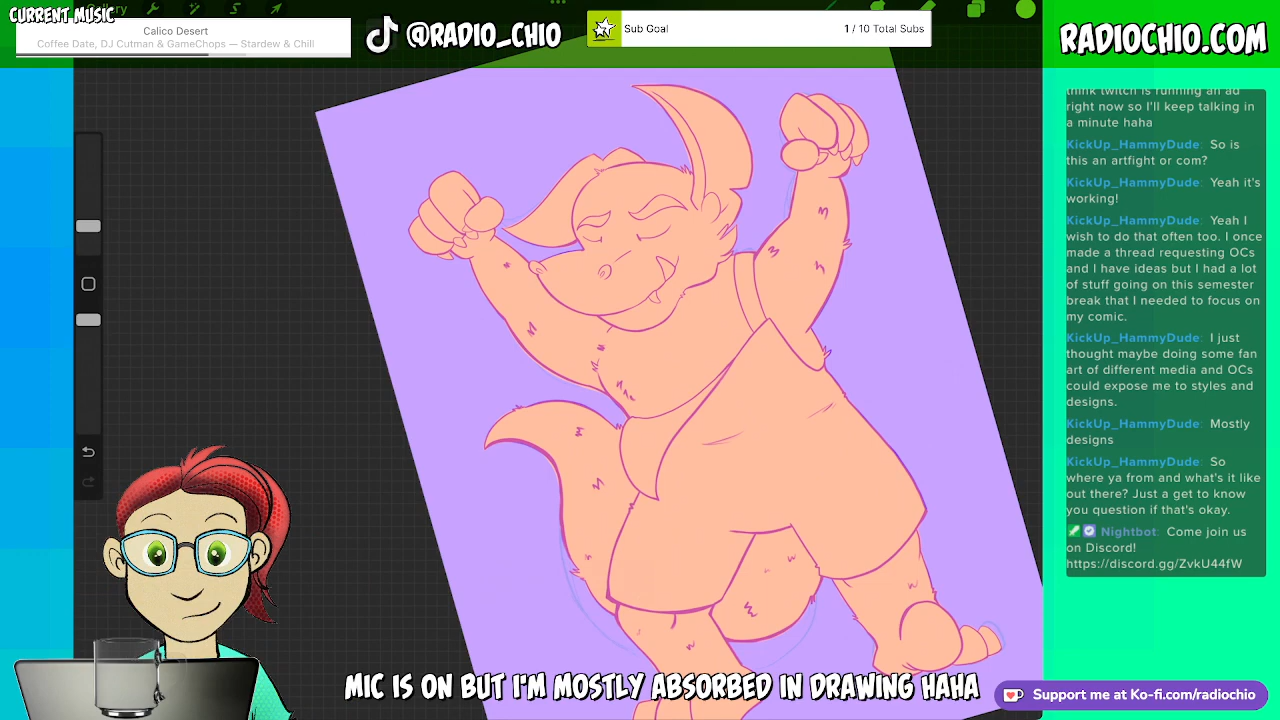 CURRENT MUSIC
Gallery
Calico Desert
Coffee Date, DJ Cutman & GameChops — Stardew & Chill
@RADIO_CHIO
Sub Goal
1 / 10 Total Subs
RADIOCHIO.COM
think twitch is running an ad
right now so I'll keep talking in
a minute haha
KickUp_HammyDude: So is
this an artfight or com?
KickUp_HammyDude: Yeah it's
working!
KickUp_HammyDude: Yeah I
wish to do that often too. I once
made a thread requesting OCs
and I have ideas but I had a lot
of stuff going on this semester
break that I needed to focus on
my comic.
KickUp_HammyDude: I just
thought maybe doing some fan
art of different media and OCs
could expose me to styles and
designs.
KickUp_HammyDude: Mostly
designs
KickUp_HammyDude: So
where ya from and what's it like
out there? Just a get to know
you question if that's okay.
Nightbot: Come join us
on Discord!
https://discord.gg/ZvkU44fW
MIC IS ON BUT I'M MOSTLY ABSORBED IN DRAWING HAHA
Support me at Ko-fi.com/radiochio